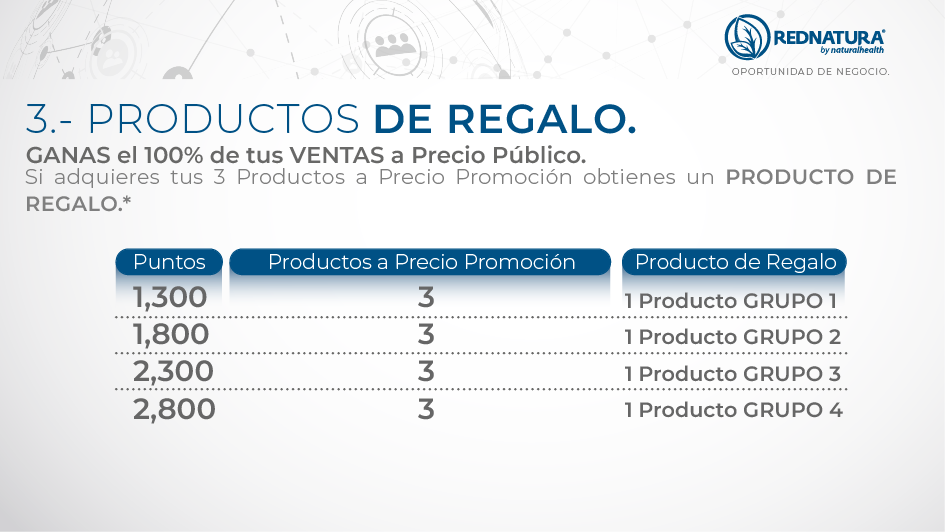 REDNATURA®
by naturalhealth
OPORTUNIDAD DE NEGOCIO.
3.- PRODUCTOS DE REGALO.
GANAS el 100% de tus VENTAS a Precio Público.
Si adquieres tus 3 Productos a Precio Promoción obtienes un PRODUCTO DE
REGALO.*
Puntos Productos a Precio Promoción Producto de Regalo
1,300 3 1 Producto GRUPO 1
1,800 3 1 Producto GRUPO 2
2,300 3 1 Producto GRUPO 3
2,800 3 1 Producto GRUPO 4